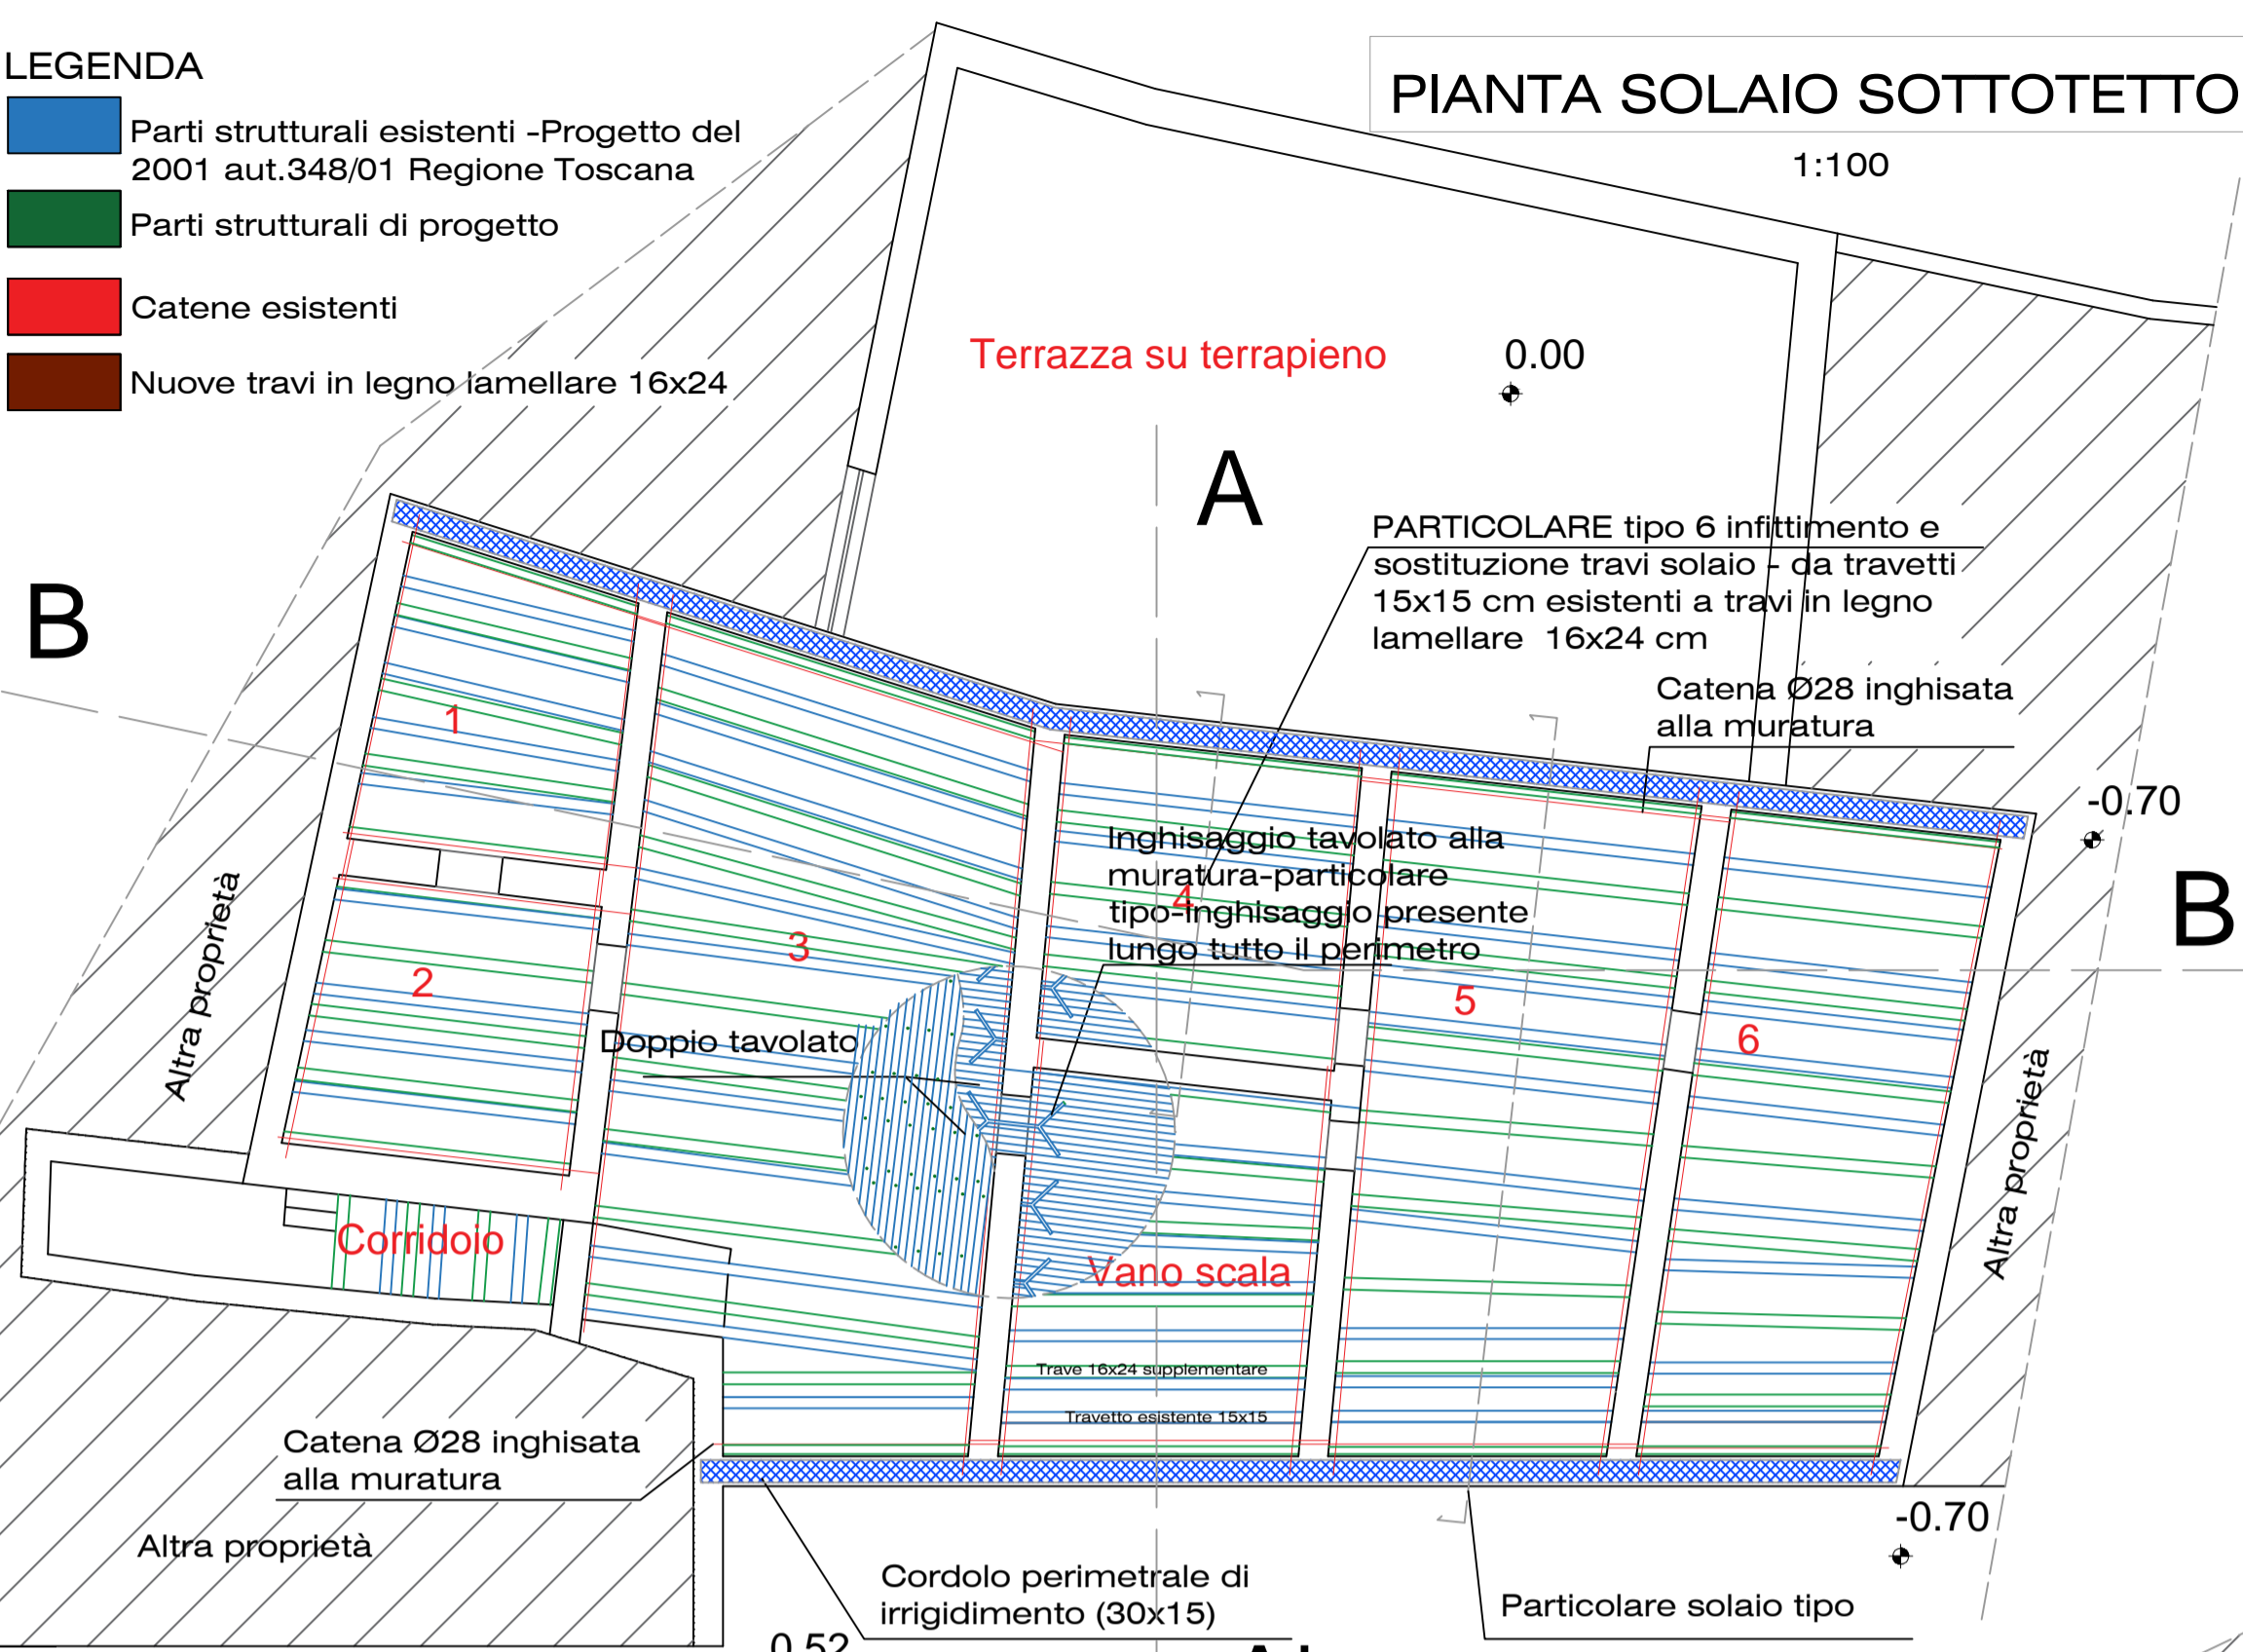 LEGENDA
Parti strutturali esistenti -Progetto del
2001 aut.348/01 Regione Toscana
Parti strutturali di progetto
Catene esistenti
Nuove travi in legno lamellare 16x24
PIANTA SOLAIO SOTTOTETTO
1:100
Terrazza su terrapieno
0.00
A
B
PARTICOLARE tipo 6 infittimento e
sostituzione travi solaio - da travetti
15x15 cm esistenti a travi in legno
lamellare 16x24 cm
Catena Ø28 inghisata
alla muratura
-0.70
B
1
2
3
4
5
6
Inghisaggio tavolato alla
muratura-particolare
tipo-Inghisaggio presente
lungo tutto il perimetro
Doppio tavolato
Altra proprietà
Altra proprietà
Corridoio
Vano scala
Trave 16x24 supplementare
Travetto esistente 15x15
Catena Ø28 inghisata
alla muratura
Altra proprietà
Cordolo perimetrale di
irrigidimento (30x15)
Particolare solaio tipo
-0.70
0.52